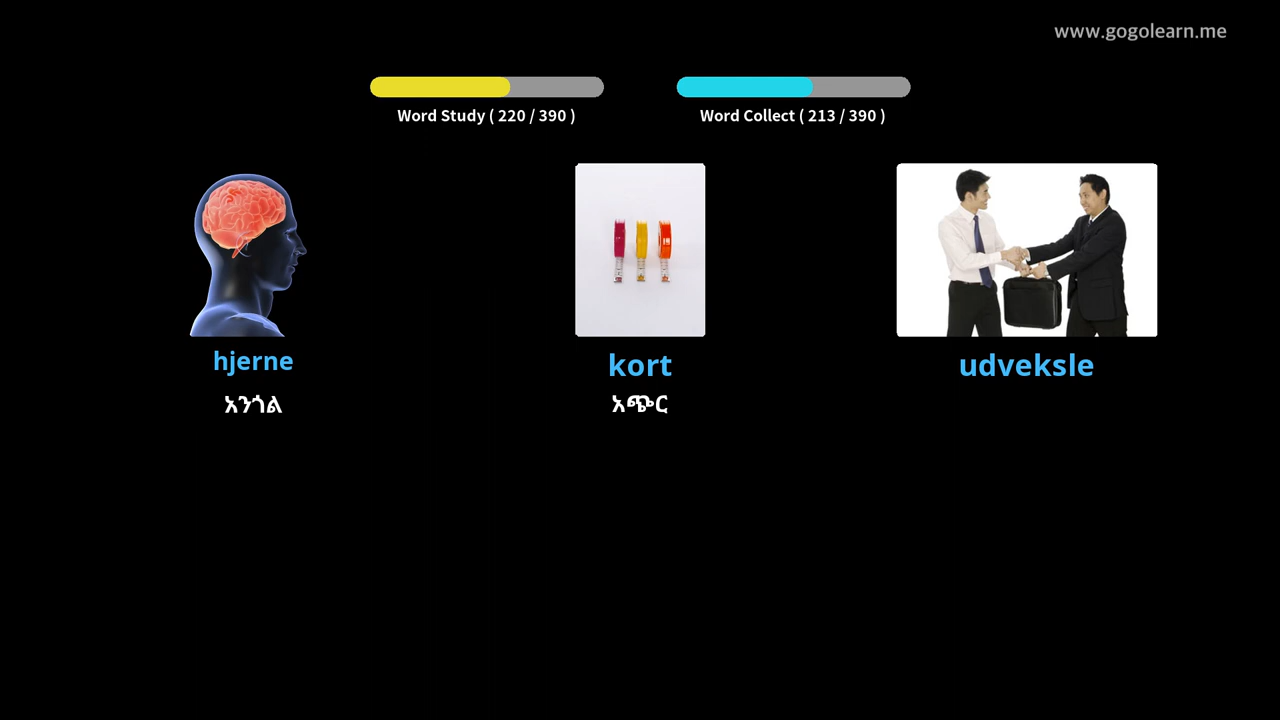 www.gogolearn.me
Word Study ( 220 / 390 )
Word Collect ( 213 / 390 )
hjerne
kort
udveksle
አንጎል
አጭር